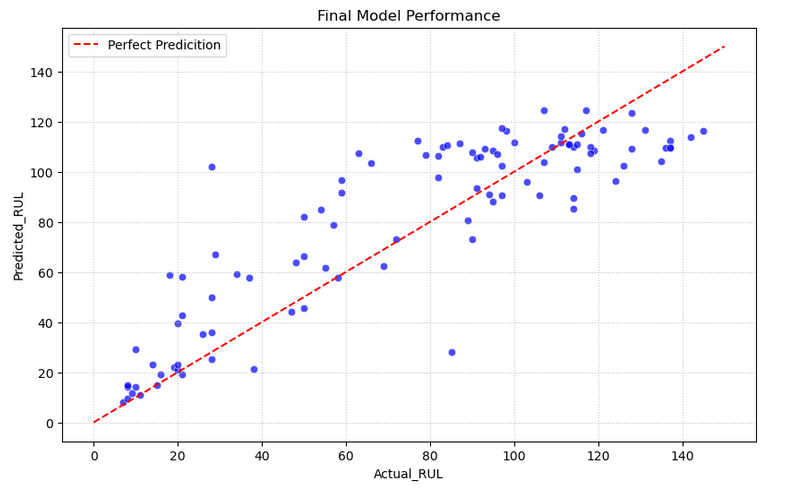 Final Model Performance
Perfect Predicition
140
120
100
80
60
40
20
0
Predicted_RUL
0 20 40 60 80 100 120 140
Actual_RUL